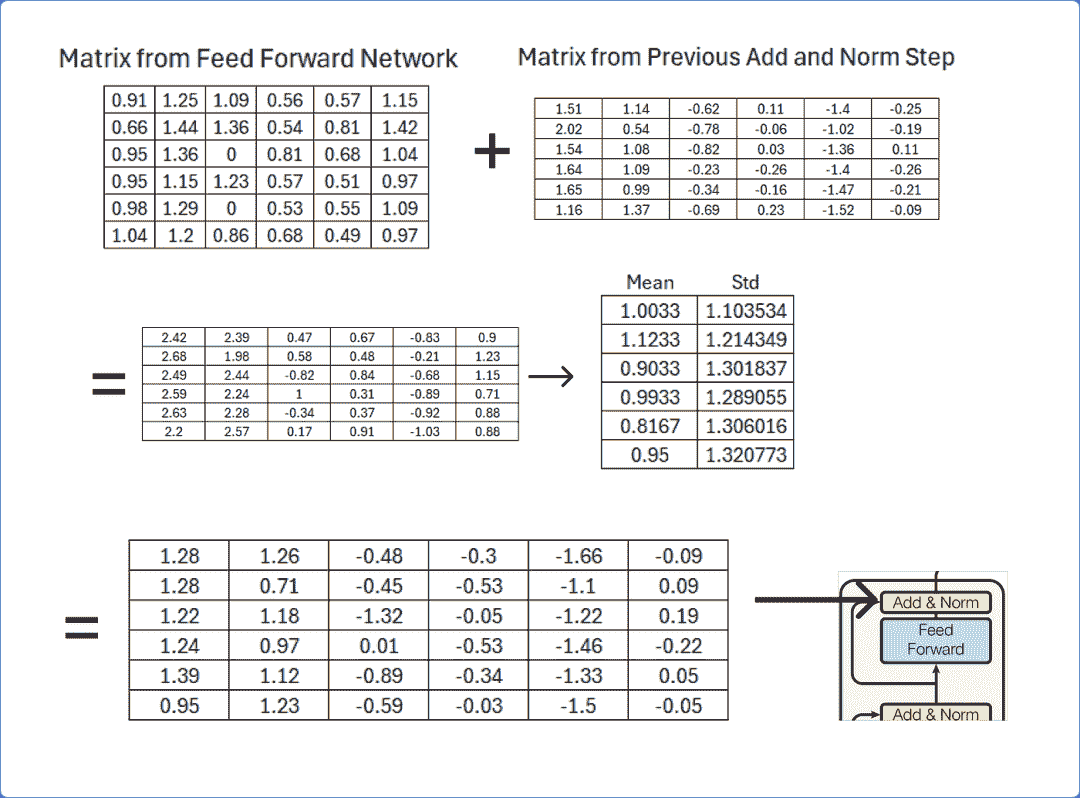 Matrix from Feed Forward Network
Matrix from Previous Add and Norm Step
0.91 1.25 1.09 0.56 0.57 1.15
0.66 1.44 1.36 0.54 0.81 1.42
0.95 1.36 0 0.81 0.68 1.04
0.95 1.15 1.23 0.57 0.51 0.97
0.98 1.29 0 0.53 0.55 1.09
1.04 1.2 0.86 0.68 0.49 0.97
+
1.51 1.14 -0.62 0.11 -1.4 -0.25
2.02 0.54 -0.78 -0.06 -1.02 -0.19
1.54 1.08 -0.82 0.03 -1.36 0.11
1.64 1.09 -0.23 -0.26 -1.4 -0.26
1.65 0.99 -0.34 -0.16 -1.47 -0.21
1.16 1.37 -0.69 0.23 -1.52 -0.09
=
2.42 2.39 0.47 0.67 -0.83 0.9
2.68 1.98 0.58 0.48 -0.21 1.23
2.49 2.44 -0.82 0.84 -0.68 1.15
2.59 2.24 1 0.31 -0.89 0.71
2.63 2.28 -0.34 0.37 -0.92 0.88
2.2 2.57 0.17 0.91 -1.03 0.88
Mean Std
1.0033 1.103534
1.1233 1.214349
0.9033 1.301837
0.9933 1.289055
0.8167 1.306016
0.95 1.320773
=
1.28 1.26 -0.48 -0.3 -1.66 -0.09
1.28 0.71 -0.45 -0.53 -1.1 0.09
1.22 1.18 -1.32 -0.05 -1.22 0.19
1.24 0.97 0.01 -0.53 -1.46 -0.22
1.39 1.12 -0.89 -0.34 -1.33 0.05
0.95 1.23 -0.59 -0.03 -1.5 -0.05
Add & Norm
Feed
Forward
Add & Norm